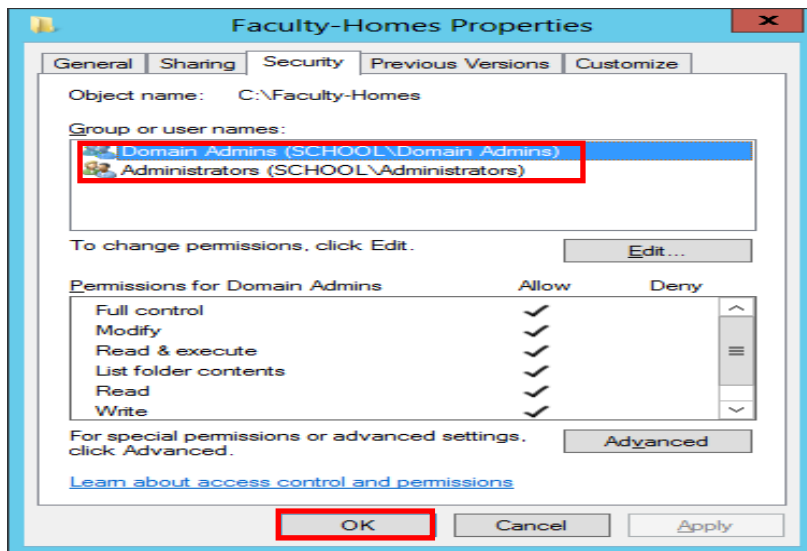 Faculty-Homes Properties
x
General Sharing Security Previous Versions Customize
Object name: C:\Faculty-Homes
Group or user names:
Domain Admins (SCHOOL\Domain Admins)
Administrators (SCHOOL\Administrators)
To change permissions, click Edit.
Edit...
Permissions for Domain Admins Allow Deny
Full control
Modify
Read & execute
List folder contents
Read
Write
For special permissions or advanced settings,
click Advanced.
Advanced
Learn about access control and permissions
OK Cancel Apply